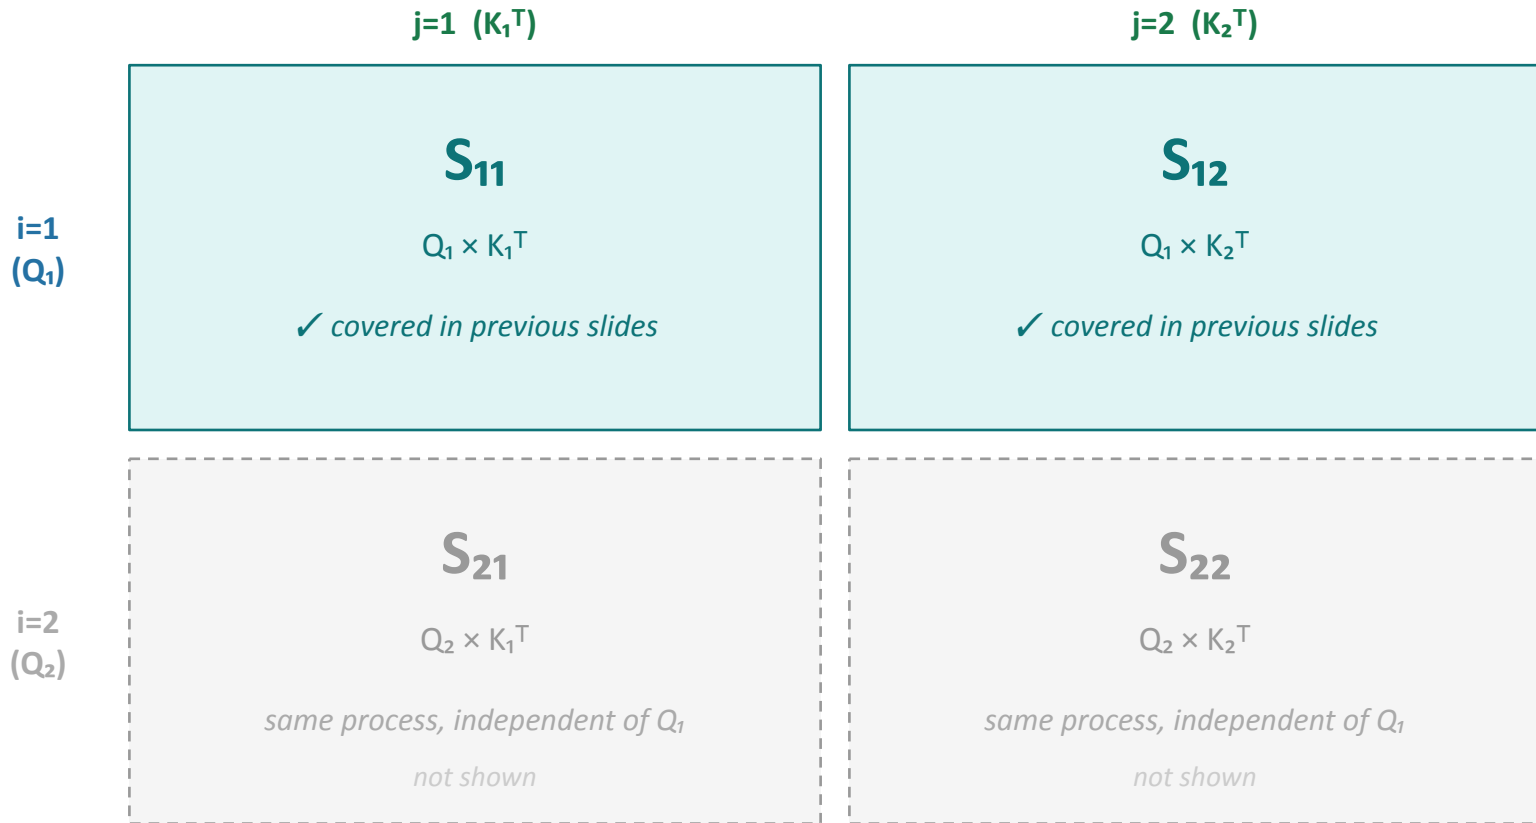 j=1 (K₁ᵀ) j=2 (K₂ᵀ)
i=1
(Q₁)
S₁₁
Q₁ × K₁ᵀ
✓ covered in previous slides
S₁₂
Q₁ × K₂ᵀ
✓ covered in previous slides
i=2
(Q₂)
S₂₁
Q₂ × K₁ᵀ
same process, independent of Q₁
not shown
S₂₂
Q₂ × K₂ᵀ
same process, independent of Q₁
not shown